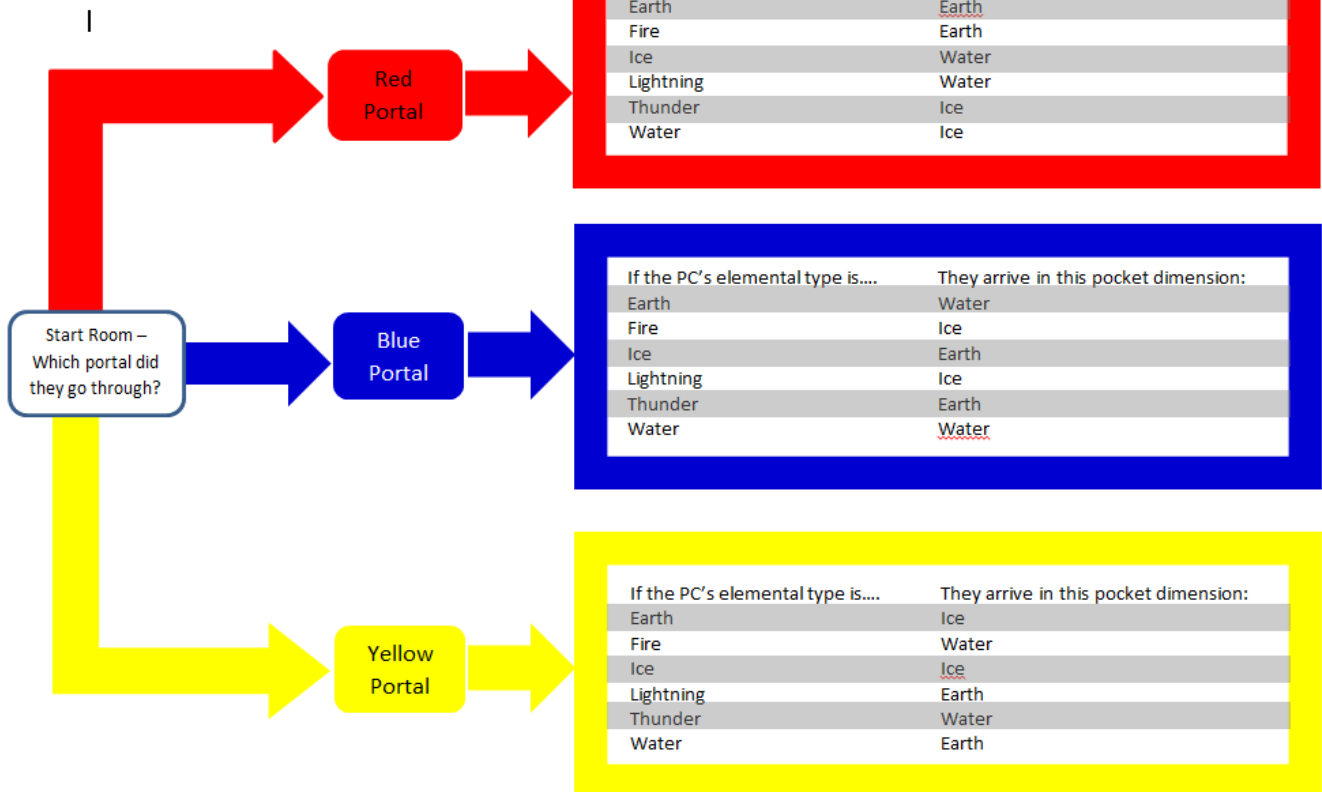 Earth Earth
Fire Earth
Ice Water
Lightning Water
Thunder Ice
Water Ice
Red
Portal
If the PC's elemental type is.... They arrive in this pocket dimension:
Earth Water
Fire Ice
Ice Earth
Lightning Ice
Thunder Earth
Water Water
Start Room –
Which portal did
they go through?
Blue
Portal
If the PC's elemental type is.... They arrive in this pocket dimension:
Earth Ice
Fire Water
Ice Ice
Lightning Earth
Thunder Water
Water Earth
Yellow
Portal